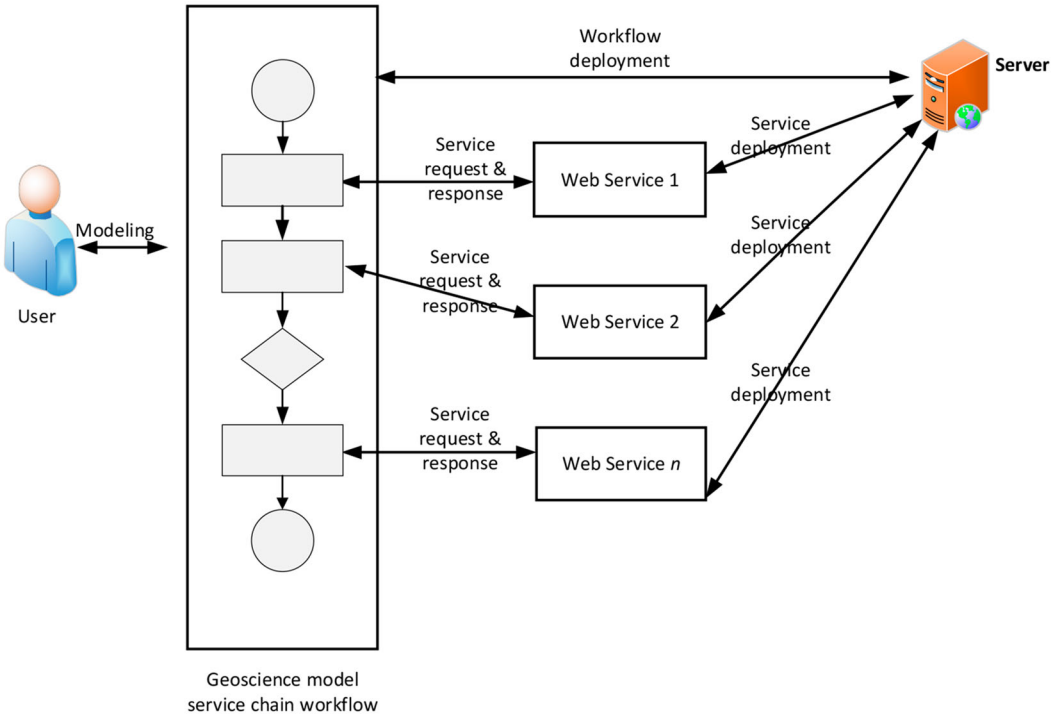 Workflow
deployment
Server
Service
deployment
Service
request &
response
Web Service 1
Modeling
Service
deployment
Service
request &
response
Web Service 2
User
Service
deployment
Service
request &
response
Web Service n
Geoscience model
service chain workflow